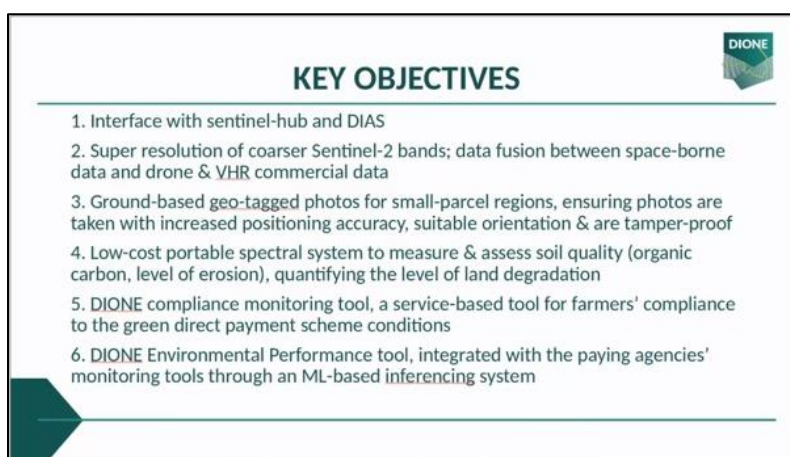 DIONE
KEY OBJECTIVES
1. Interface with sentinel-hub and DIAS
2. Super resolution of coarser Sentinel-2 bands; data fusion between space-borne
data and drone & VHR commercial data
3. Ground-based geo-tagged photos for small-parcel regions, ensuring photos are
taken with increased positioning accuracy, suitable orientation & are tamper-proof
4. Low-cost portable spectral system to measure & assess soil quality (organic
carbon, level of erosion), quantifying the level of land degradation
5. DIONE compliance monitoring tool, a service-based tool for farmers’ compliance
to the green direct payment scheme conditions
6. DIONE Environmental Performance tool, integrated with the paying agencies’
monitoring tools through an ML-based inferencing system